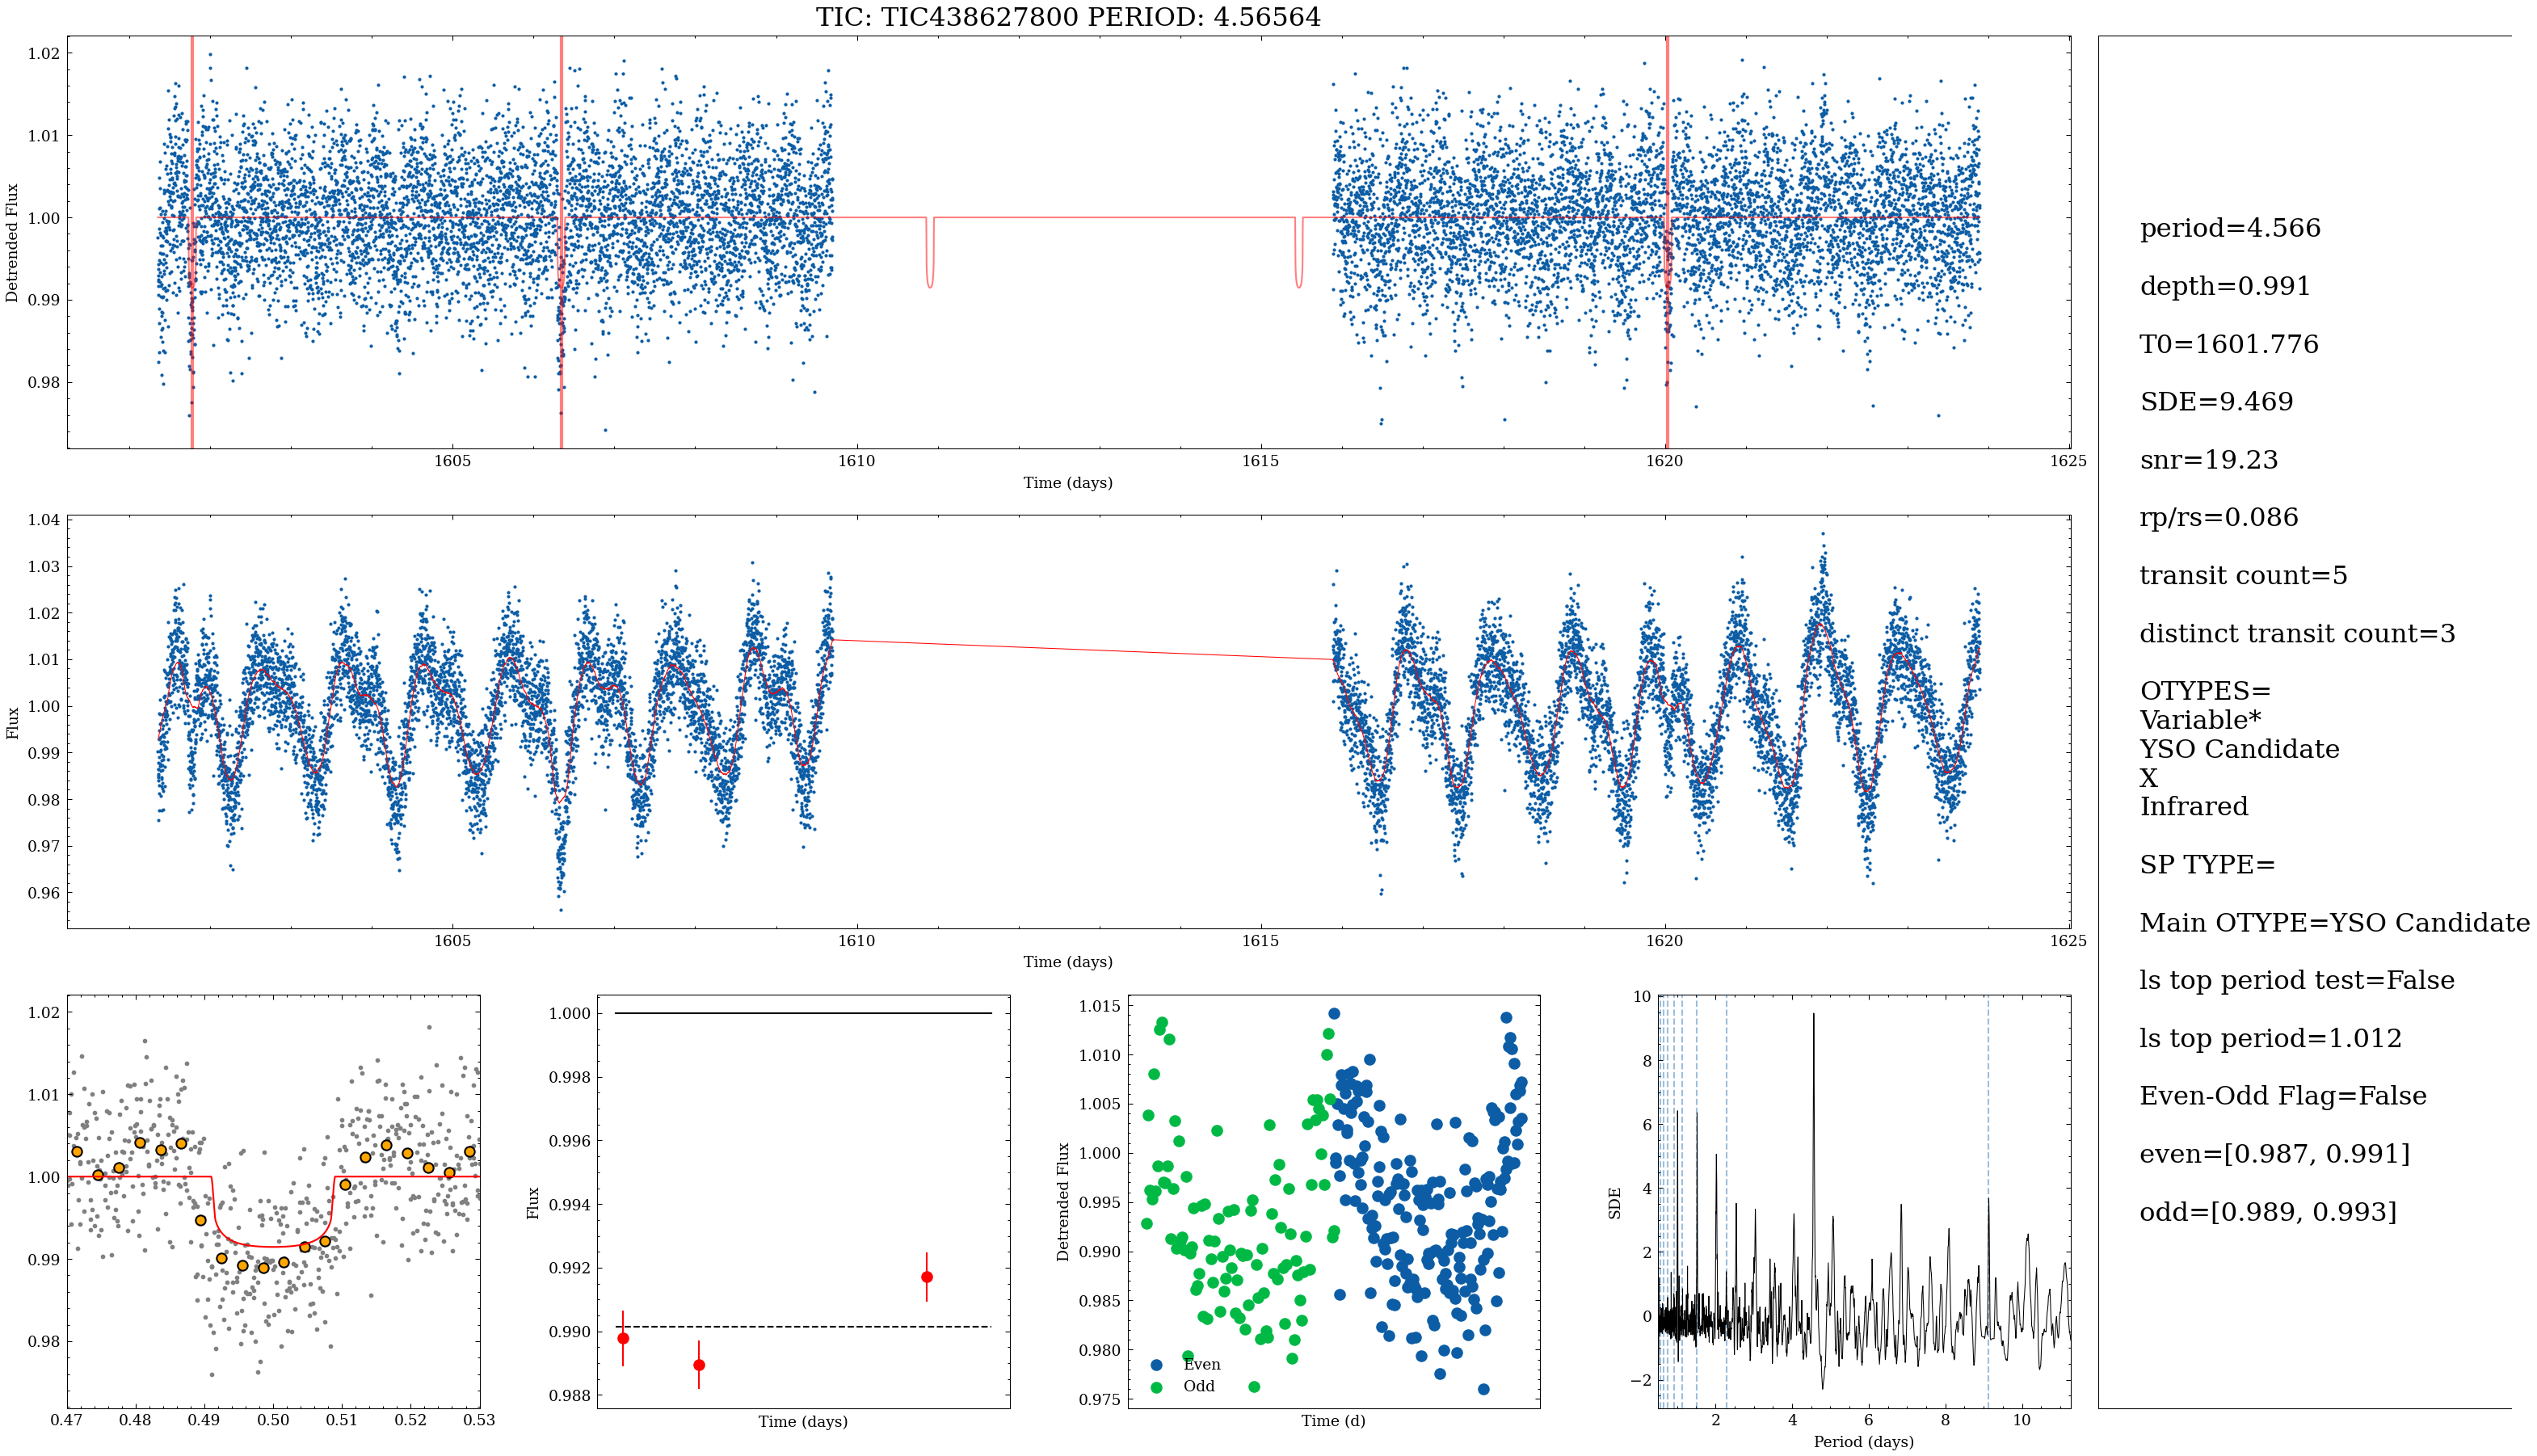 TIC: TIC438627800 PERIOD: 4.56564
1.02
1.01
1.00
0.99
0.98
Detrended Flux
1605
1610
1615
1620
1625
Time (days)
1.04
1.03
1.02
1.01
1.00
0.99
0.98
0.97
0.96
Flux
1605
1610
1615
1620
1625
Time (days)
1.02
1.01
1.00
0.99
0.98
0.47
0.48
0.49
0.50
0.51
0.52
0.53
1.000
0.998
0.996
0.994
0.992
0.990
0.988
Flux
Time (days)
1.015
1.010
1.005
1.000
0.995
0.990
0.985
0.980
0.975
Detrended Flux
Even
Odd
Time (d)
10
8
6
4
2
0
−2
SDE
2
4
6
8
10
Period (days)
period=4.566
depth=0.991
T0=1601.776
SDE=9.469
snr=19.23
rp/rs=0.086
transit count=5
distinct transit count=3
OTYPES=
Variable*
YSO Candidate
X
Infrared
SP TYPE=
Main OTYPE=YSO Candidate
ls top period test=False
ls top period=1.012
Even-Odd Flag=False
even=[0.987, 0.991]
odd=[0.989, 0.993]